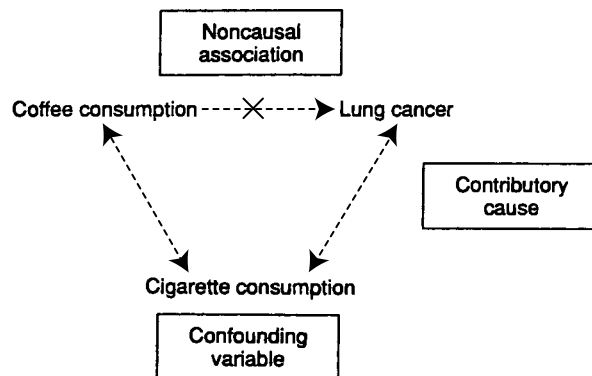 Noncausal
association
Coffee consumption
Lung cancer
Contributory
cause
Cigarette consumption
Confounding
variable